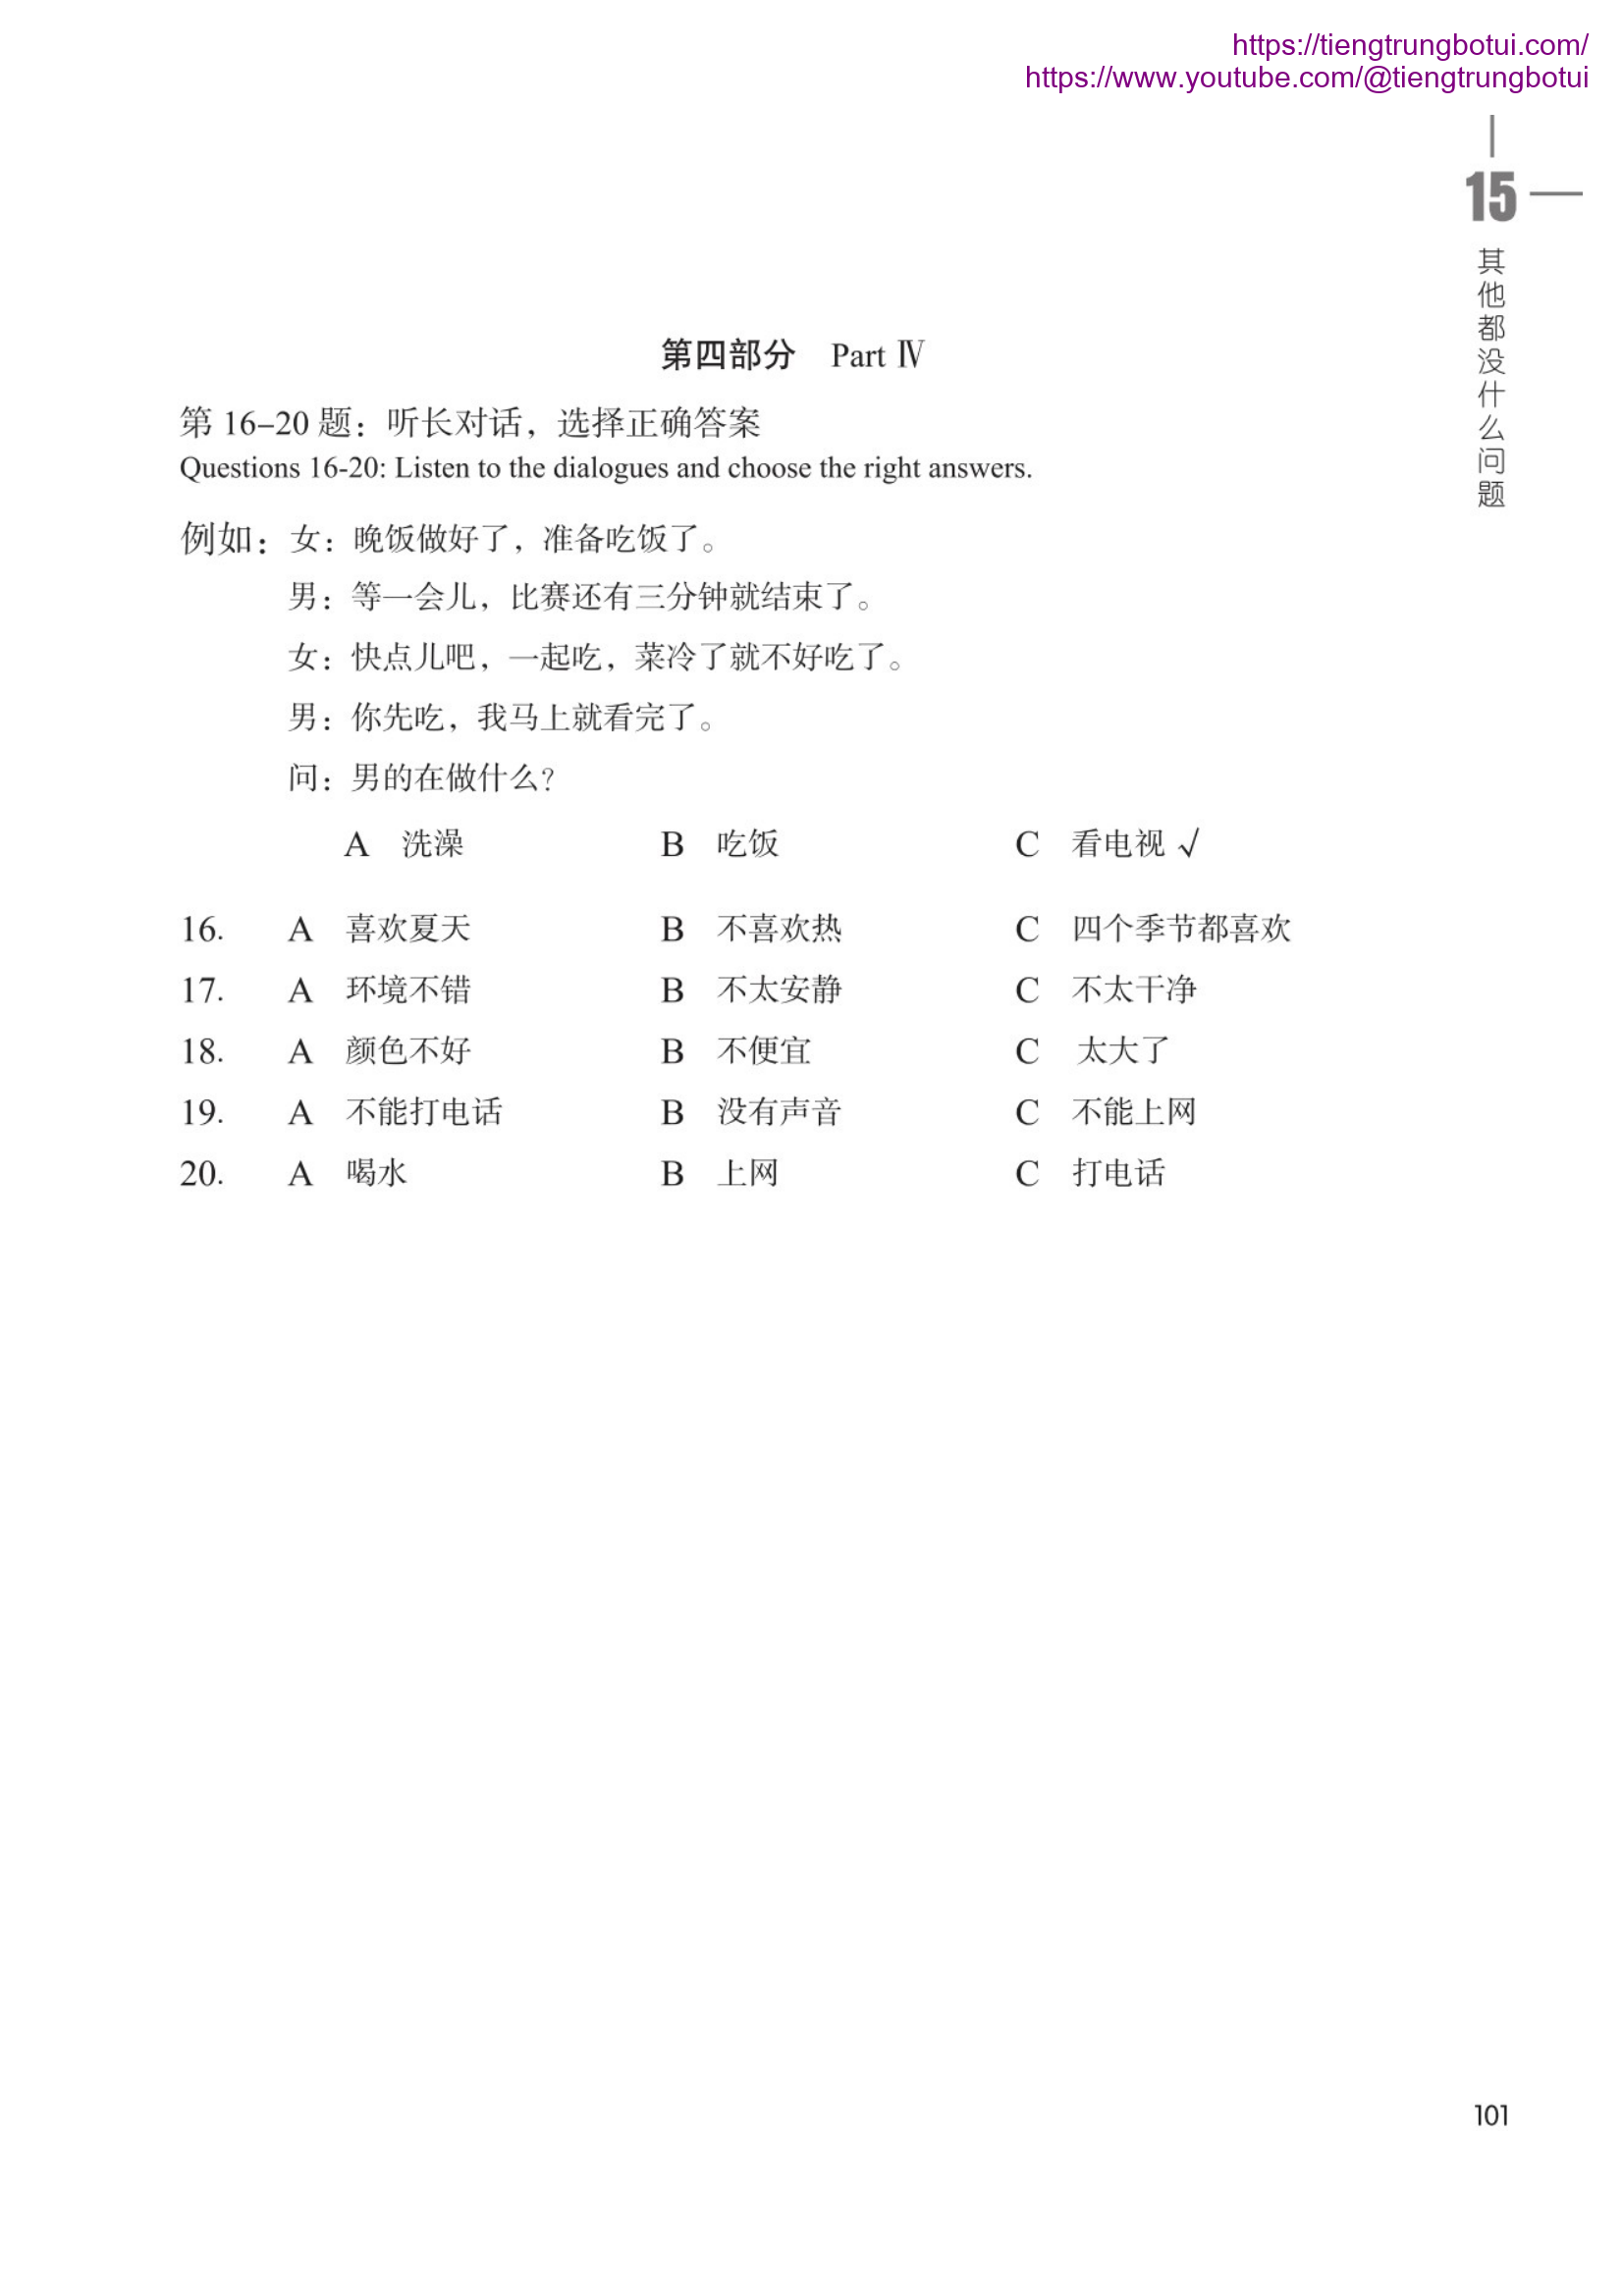 https://tiengtrungbotui.com/
https://www.youtube.com/@tiengtrungbotui
15
其他都没什么问题
第四部分 Part Ⅳ
第 16–20 题：听长对话，选择正确答案
Questions 16-20: Listen to the dialogues and choose the right answers.
例如：女：晚饭做好了，准备吃饭了。
男：等一会儿，比赛还有三分钟就结束了。
女：快点儿吧，一起吃，菜冷了就不好吃了。
男：你先吃，我马上就看完了。
问：男的在做什么？
A 洗澡 B 吃饭 C 看电视 √
16. A 喜欢夏天 B 不喜欢热 C 四个季节都喜欢
17. A 环境不错 B 不太安静 C 不太干净
18. A 颜色不好 B 不便宜 C 太大了
19. A 不能打电话 B 没有声音 C 不能上网
20. A 喝水 B 上网 C 打电话
101